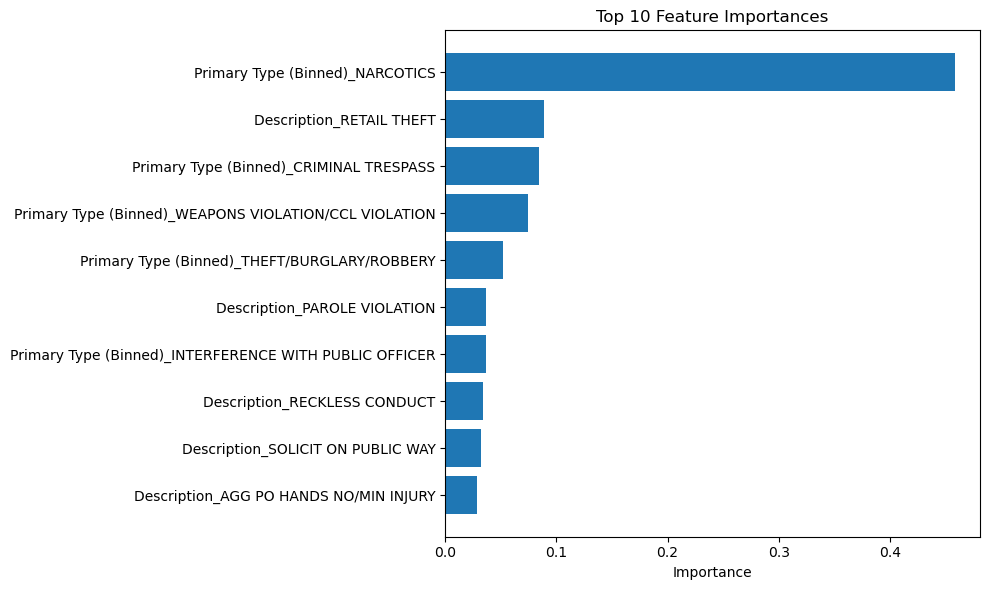 Top 10 Feature Importances
Primary Type (Binned)_NARCOTICS
Description_RETAIL THEFT
Primary Type (Binned)_CRIMINAL TRESPASS
Primary Type (Binned)_WEAPONS VIOLATION/CCL VIOLATION
Primary Type (Binned)_THEFT/BURGLARY/ROBBERY
Description_PAROLE VIOLATION
Primary Type (Binned)_INTERFERENCE WITH PUBLIC OFFICER
Description_RECKLESS CONDUCT
Description_SOLICIT ON PUBLIC WAY
Description_AGG PO HANDS NO/MIN INJURY
0.0 0.1 0.2 0.3 0.4
Importance